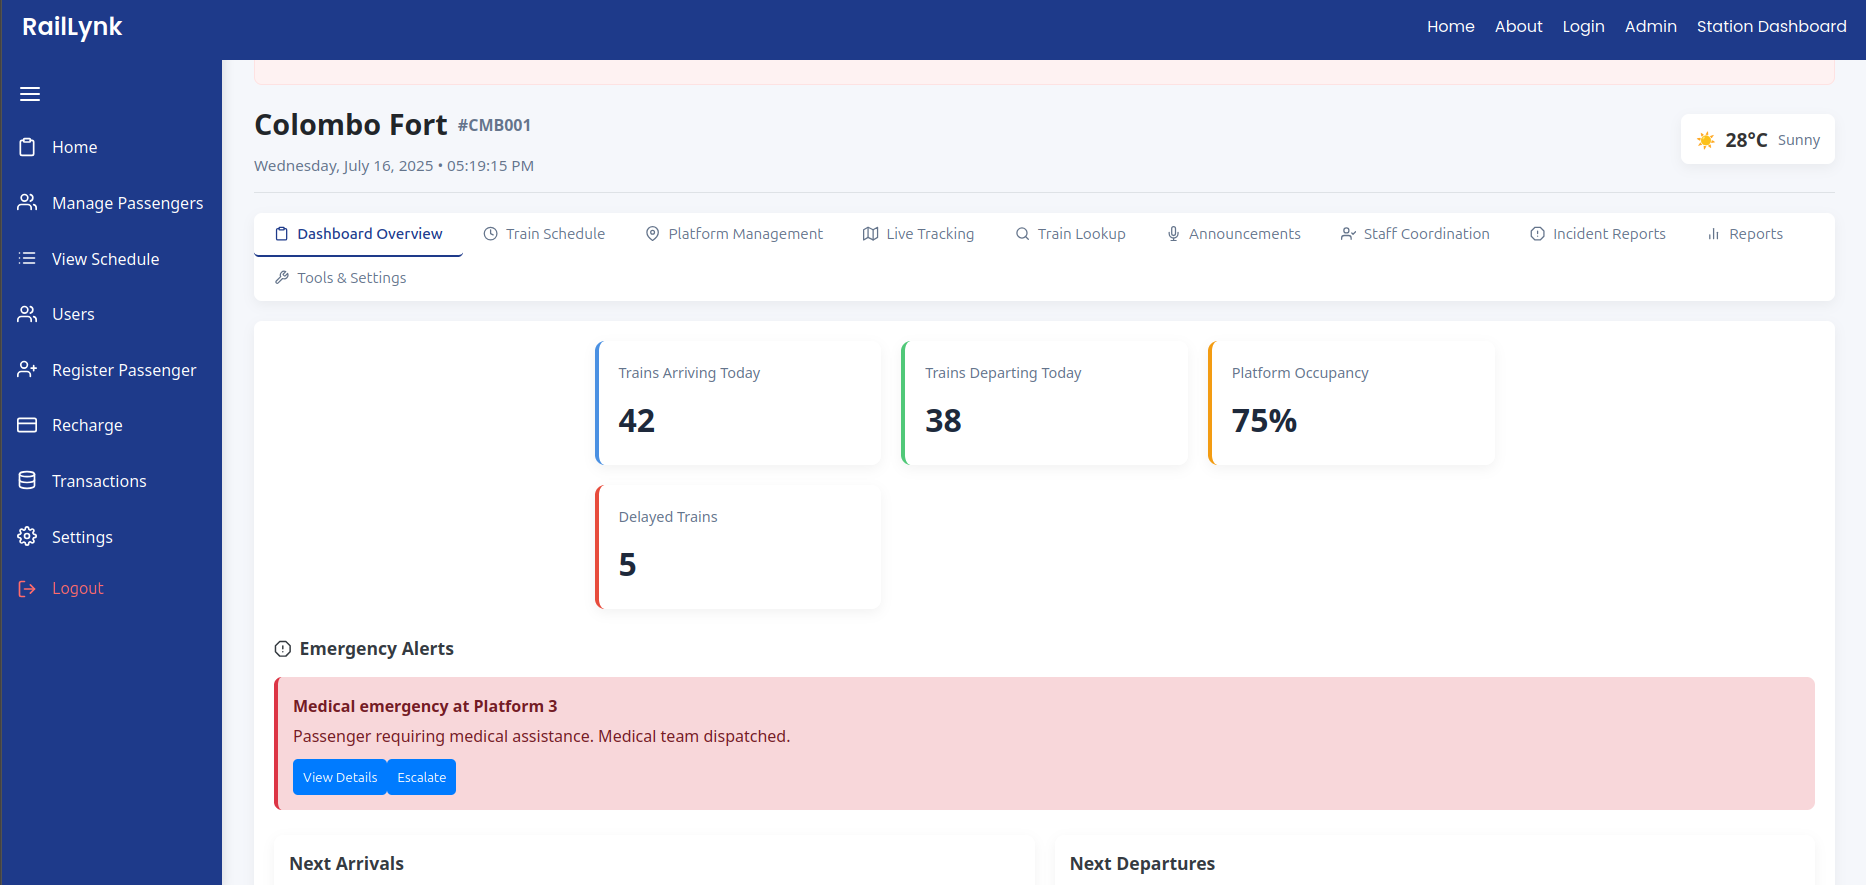 RailLynk
Home About Login Admin Station Dashboard
Home
Manage Passengers
View Schedule
Users
Register Passenger
Recharge
Transactions
Settings
Logout
Colombo Fort #CMB001
Wednesday, July 16, 2025 • 05:19:15 PM
28°C Sunny
Dashboard Overview Train Schedule Platform Management Live Tracking Train Lookup Announcements Staff Coordination Incident Reports Reports
Tools & Settings
Trains Arriving Today
42
Trains Departing Today
38
Platform Occupancy
75%
Delayed Trains
5
Emergency Alerts
Medical emergency at Platform 3
Passenger requiring medical assistance. Medical team dispatched.
View Details Escalate
Next Arrivals
Next Departures